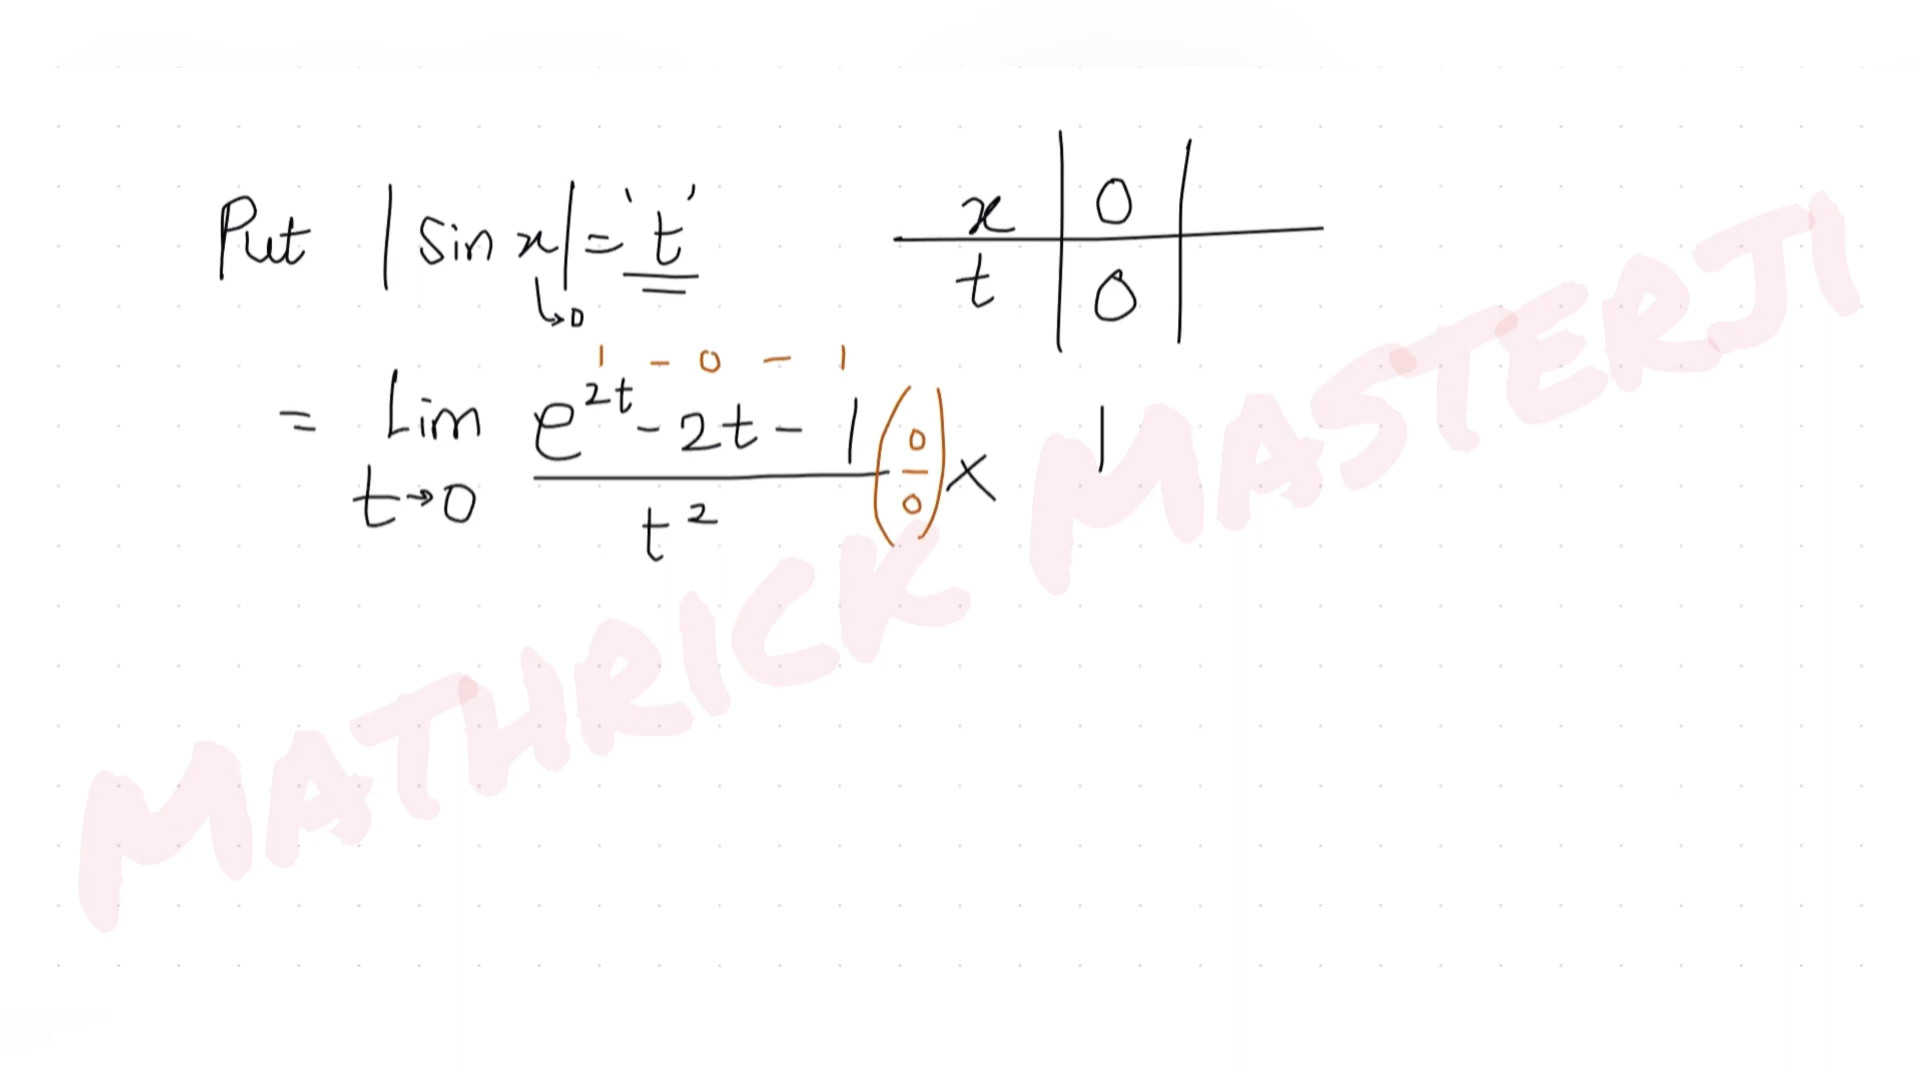 Put |sin x| = 't'
↳0
x | 0 |
t | 0 |
1 - 0 - 1
= Lim e^2t - 2t - 1 (0/0) × 1
t→0 t^2
MATHRICK MASTERJI